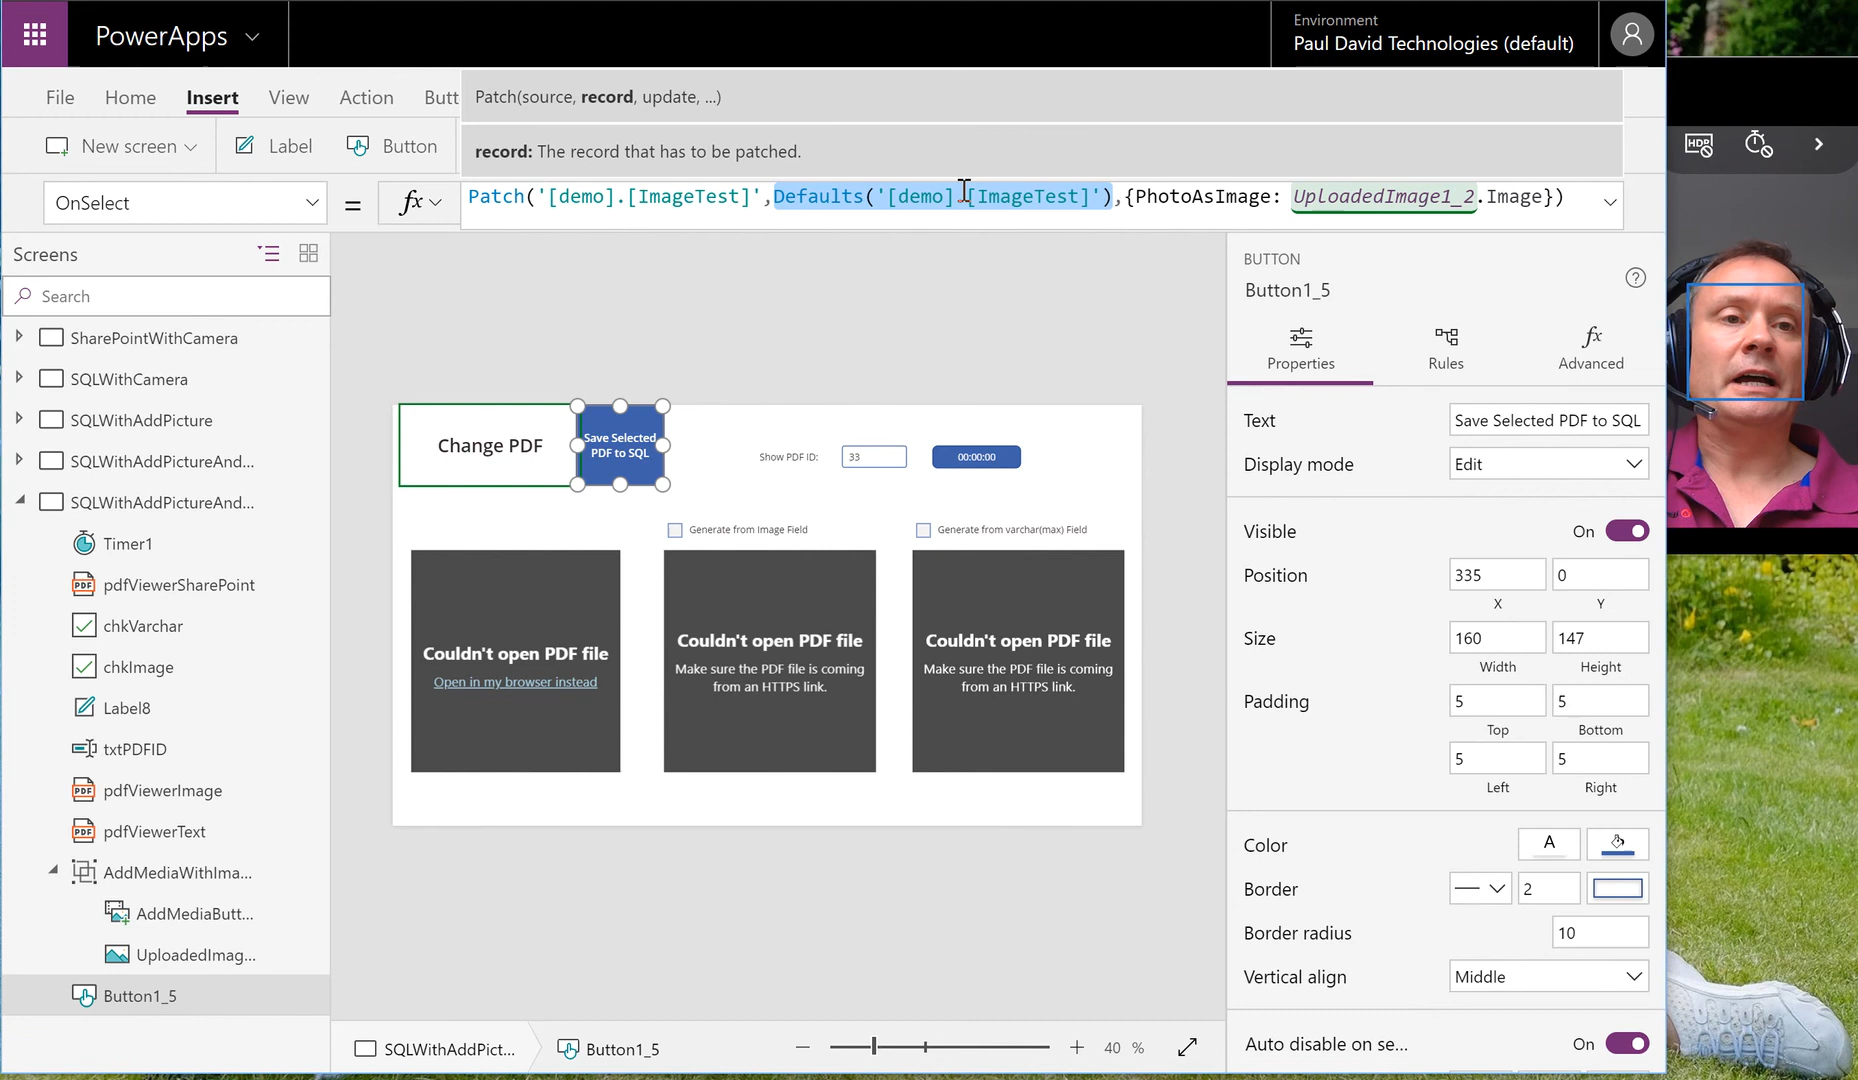 PowerApps
Environment
Paul David Technologies (default)
File Home Insert View Action Butt
Patch(source, record, update, ...)
New screen Label Button
record: The record that has to be patched.
OnSelect = fx Patch('[demo].[ImageTest]',Defaults('[demo].[ImageTest]'),{PhotoAsImage: UploadedImage1_2.Image})
Screens
Search
SharePointWithCamera
SQLWithCamera
SQLWithAddPicture
SQLWithAddPictureAnd...
SQLWithAddPictureAnd...
Timer1
pdfViewerSharePoint
chkVarchar
chkImage
Label8
txtPDFID
pdfViewerImage
pdfViewerText
AddMediaWithIma...
AddMediaButt...
UploadedImag...
Button1_5
Change PDF
Save Selected
PDF to SQL
Show PDF ID: 33 00:00:00
Generate from Image Field
Generate from varchar(max) Field
Couldn't open PDF file
Open in my browser instead
Couldn't open PDF file
Make sure the PDF file is coming
from an HTTPS link.
Couldn't open PDF file
Make sure the PDF file is coming
from an HTTPS link.
SQLWithAddPict... Button1_5 40 %
BUTTON
Button1_5
Properties Rules fx Advanced
Text Save Selected PDF to SQL
Display mode Edit
Visible On
Position 335 0
X Y
Size 160 147
Width Height
Padding 5 5
Top Bottom
5 5
Left Right
Color A
Border 2
Border radius 10
Vertical align Middle
Auto disable on se... On
PDF
PDF
PDF
HDR